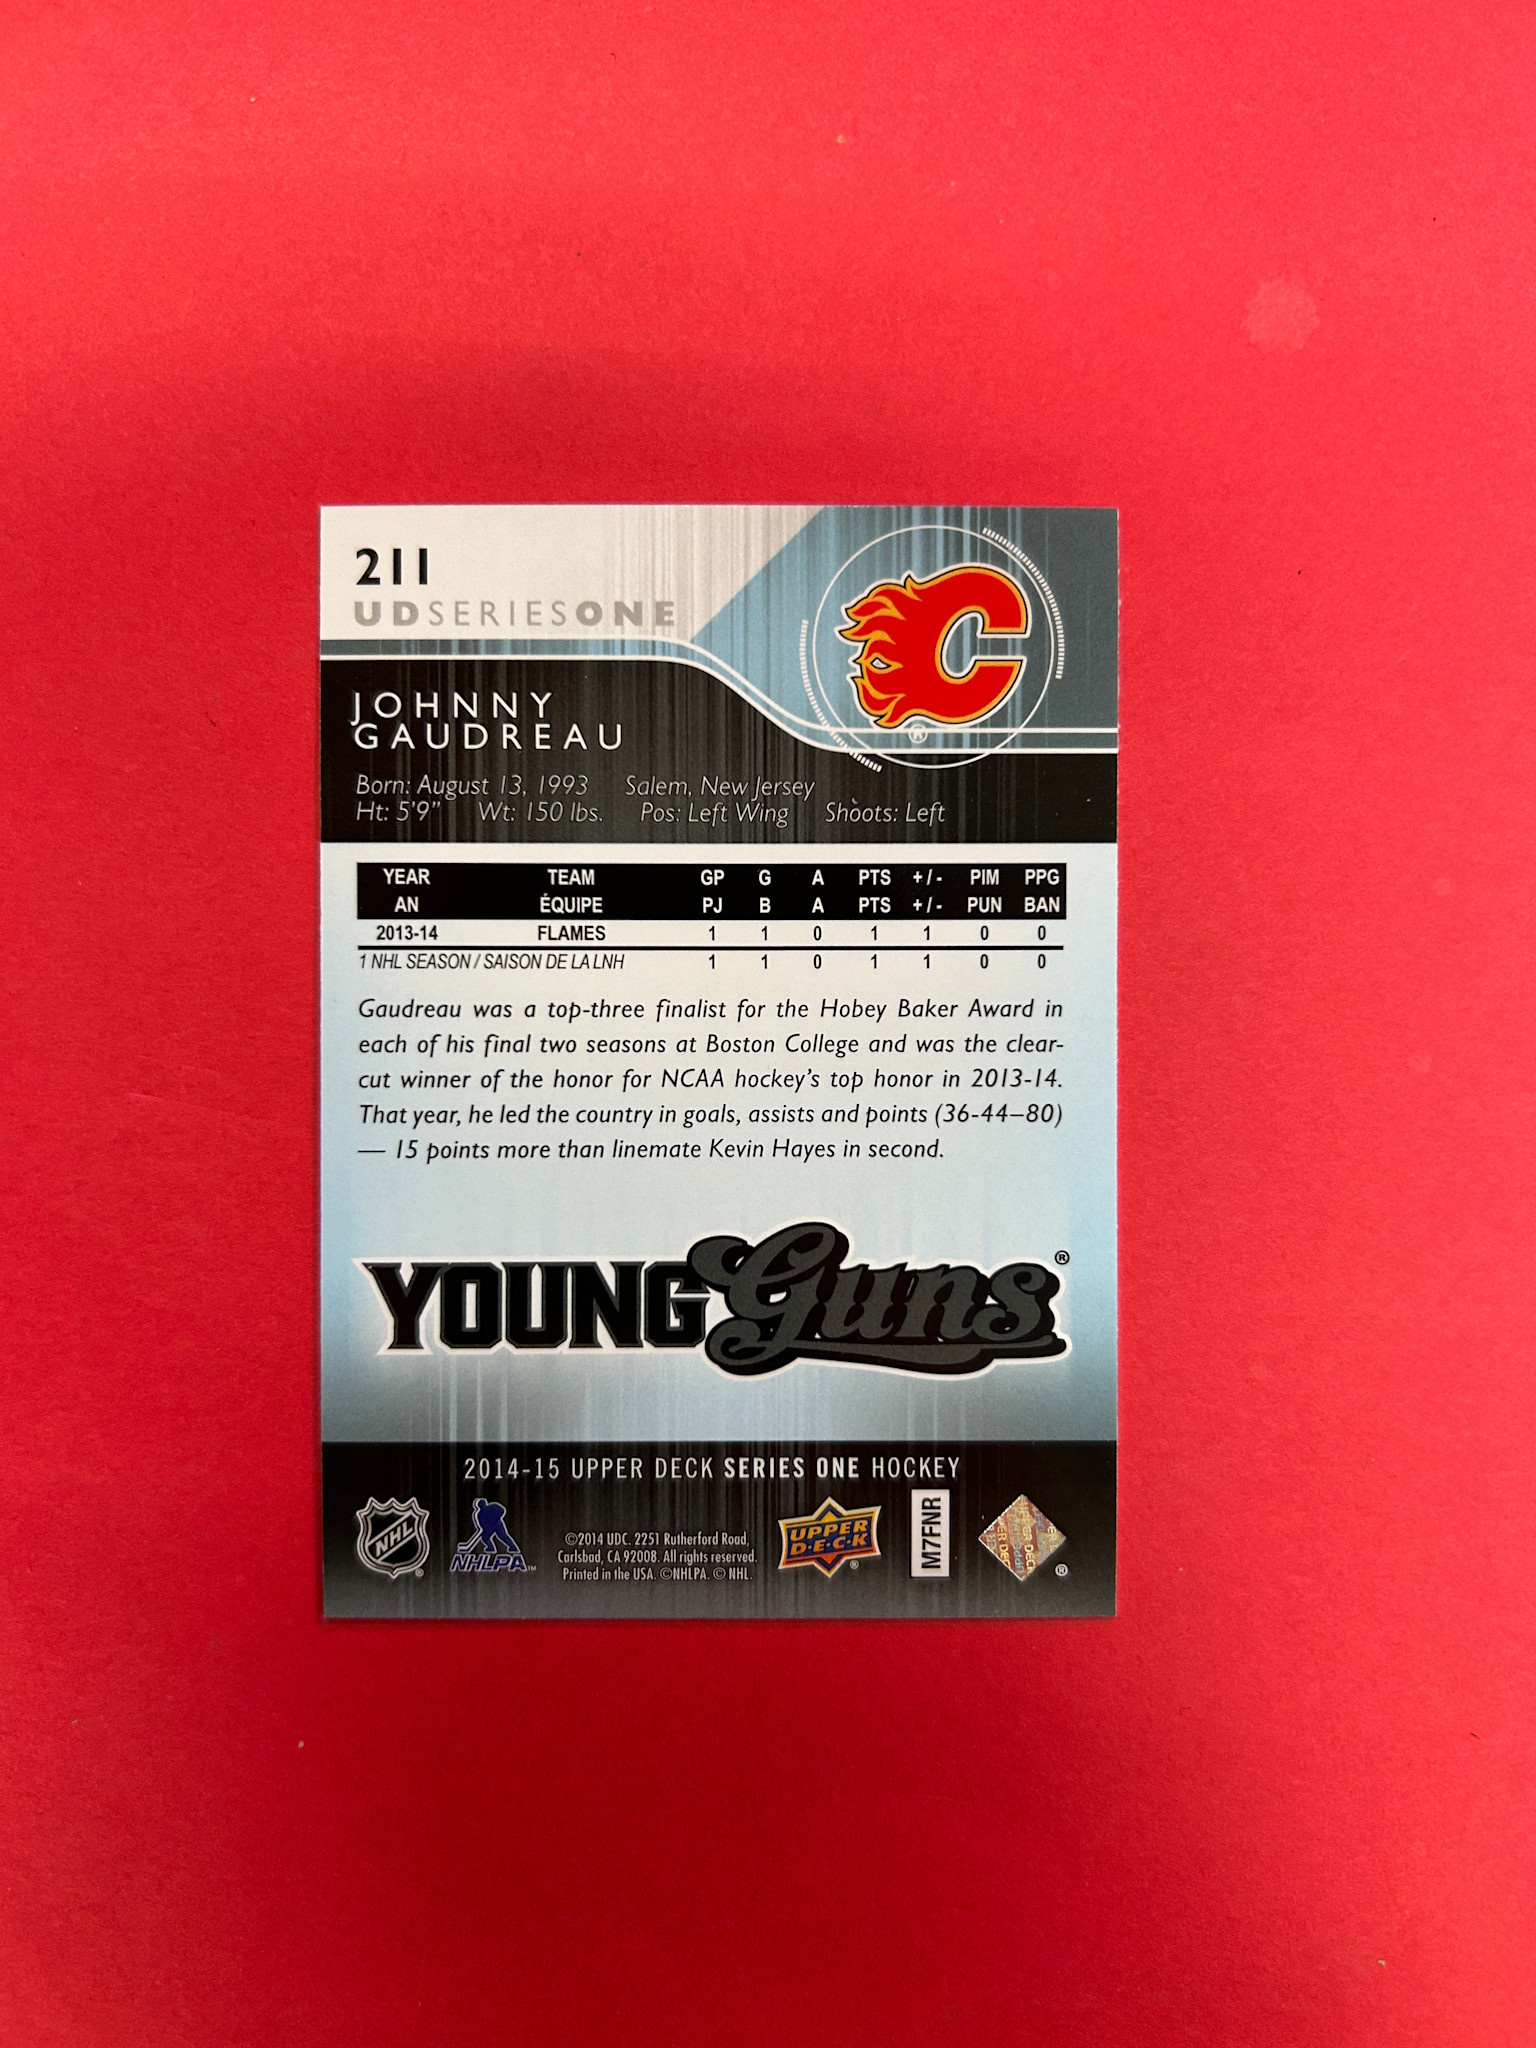 211
UDSERIESONE
JOHNNY
GAUDREAU
Born: August 13, 1993 Salem, New Jersey
Ht: 5'9" Wt: 150 lbs. Pos: Left Wing Shoots: Left
YEAR TEAM GP G A PTS +/- PIM PPG
AN ÉQUIPE PJ B A PTS +/- PUN BAN
2013-14 FLAMES 1 1 0 1 1 0 0
1 NHL SEASON / SAISON DE LA LNH 1 1 0 1 1 0 0
Gaudreau was a top-three finalist for the Hobey Baker Award in
each of his final two seasons at Boston College and was the clear-
cut winner of the honor for NCAA hockey's top honor in 2013-14.
That year, he led the country in goals, assists and points (36-44–80)
— 15 points more than linemate Kevin Hayes in second.
YOUNG Guns®
2014-15 UPPER DECK SERIES ONE HOCKEY
NHL®
NHLPA™
©2014 UDC. 2251 Rutherford Road,
Carlsbad, CA 92008. All rights reserved.
Printed in the USA. ©NHLPA. © NHL.
UPPER
D·E·C·K®
M7FNR